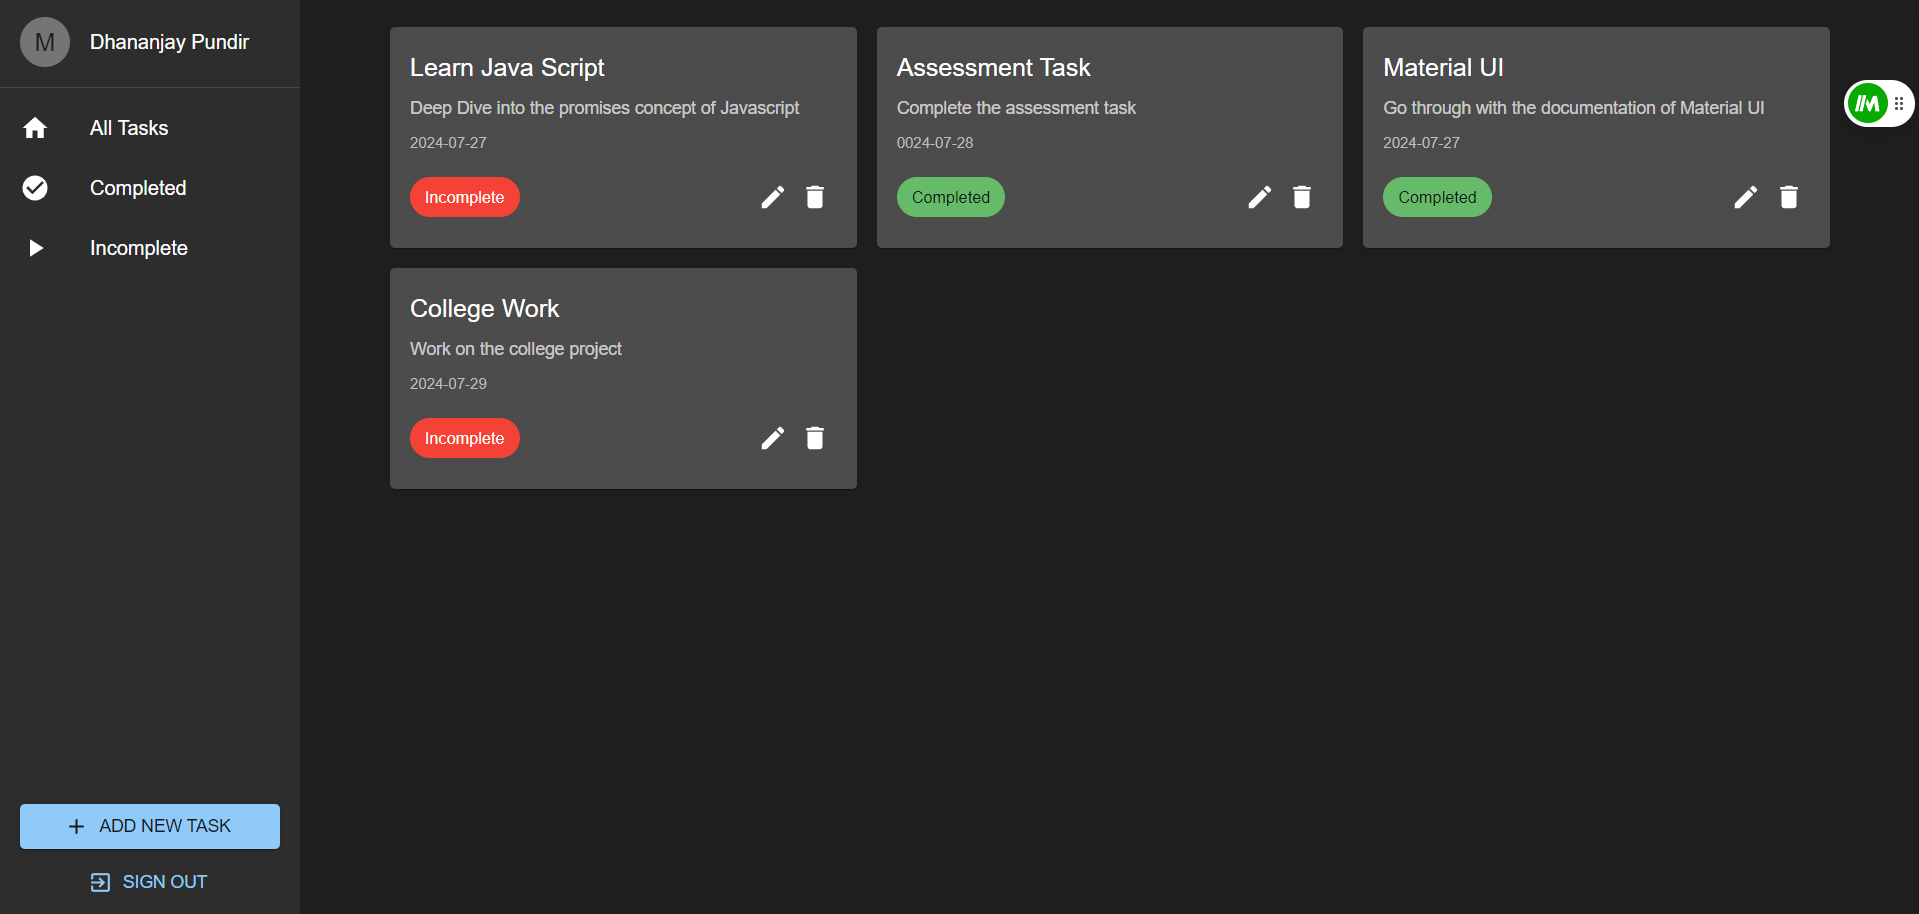 M
Dhananjay Pundir
All Tasks
Completed
Incomplete
ADD NEW TASK
SIGN OUT
Learn Java Script
Deep Dive into the promises concept of Javascript
2024-07-27
Incomplete
Assessment Task
Complete the assessment task
0024-07-28
Completed
Material UI
Go through with the documentation of Material UI
2024-07-27
Completed
College Work
Work on the college project
2024-07-29
Incomplete